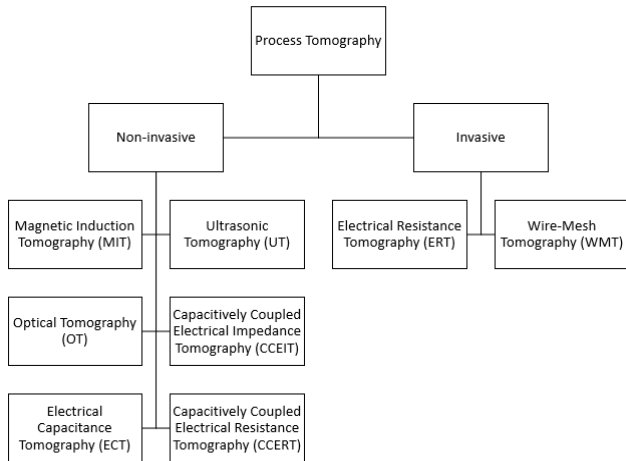 Process Tomography
Non-invasive
Invasive
Magnetic Induction
Tomography (MIT)
Ultrasonic
Tomography (UT)
Electrical Resistance
Tomography (ERT)
Wire-Mesh
Tomography (WMT)
Optical Tomography
(OT)
Capacitively Coupled
Electrical Impedance
Tomography (CCEIT)
Electrical
Capacitance
Tomography (ECT)
Capacitively Coupled
Electrical Resistance
Tomography (CCERT)